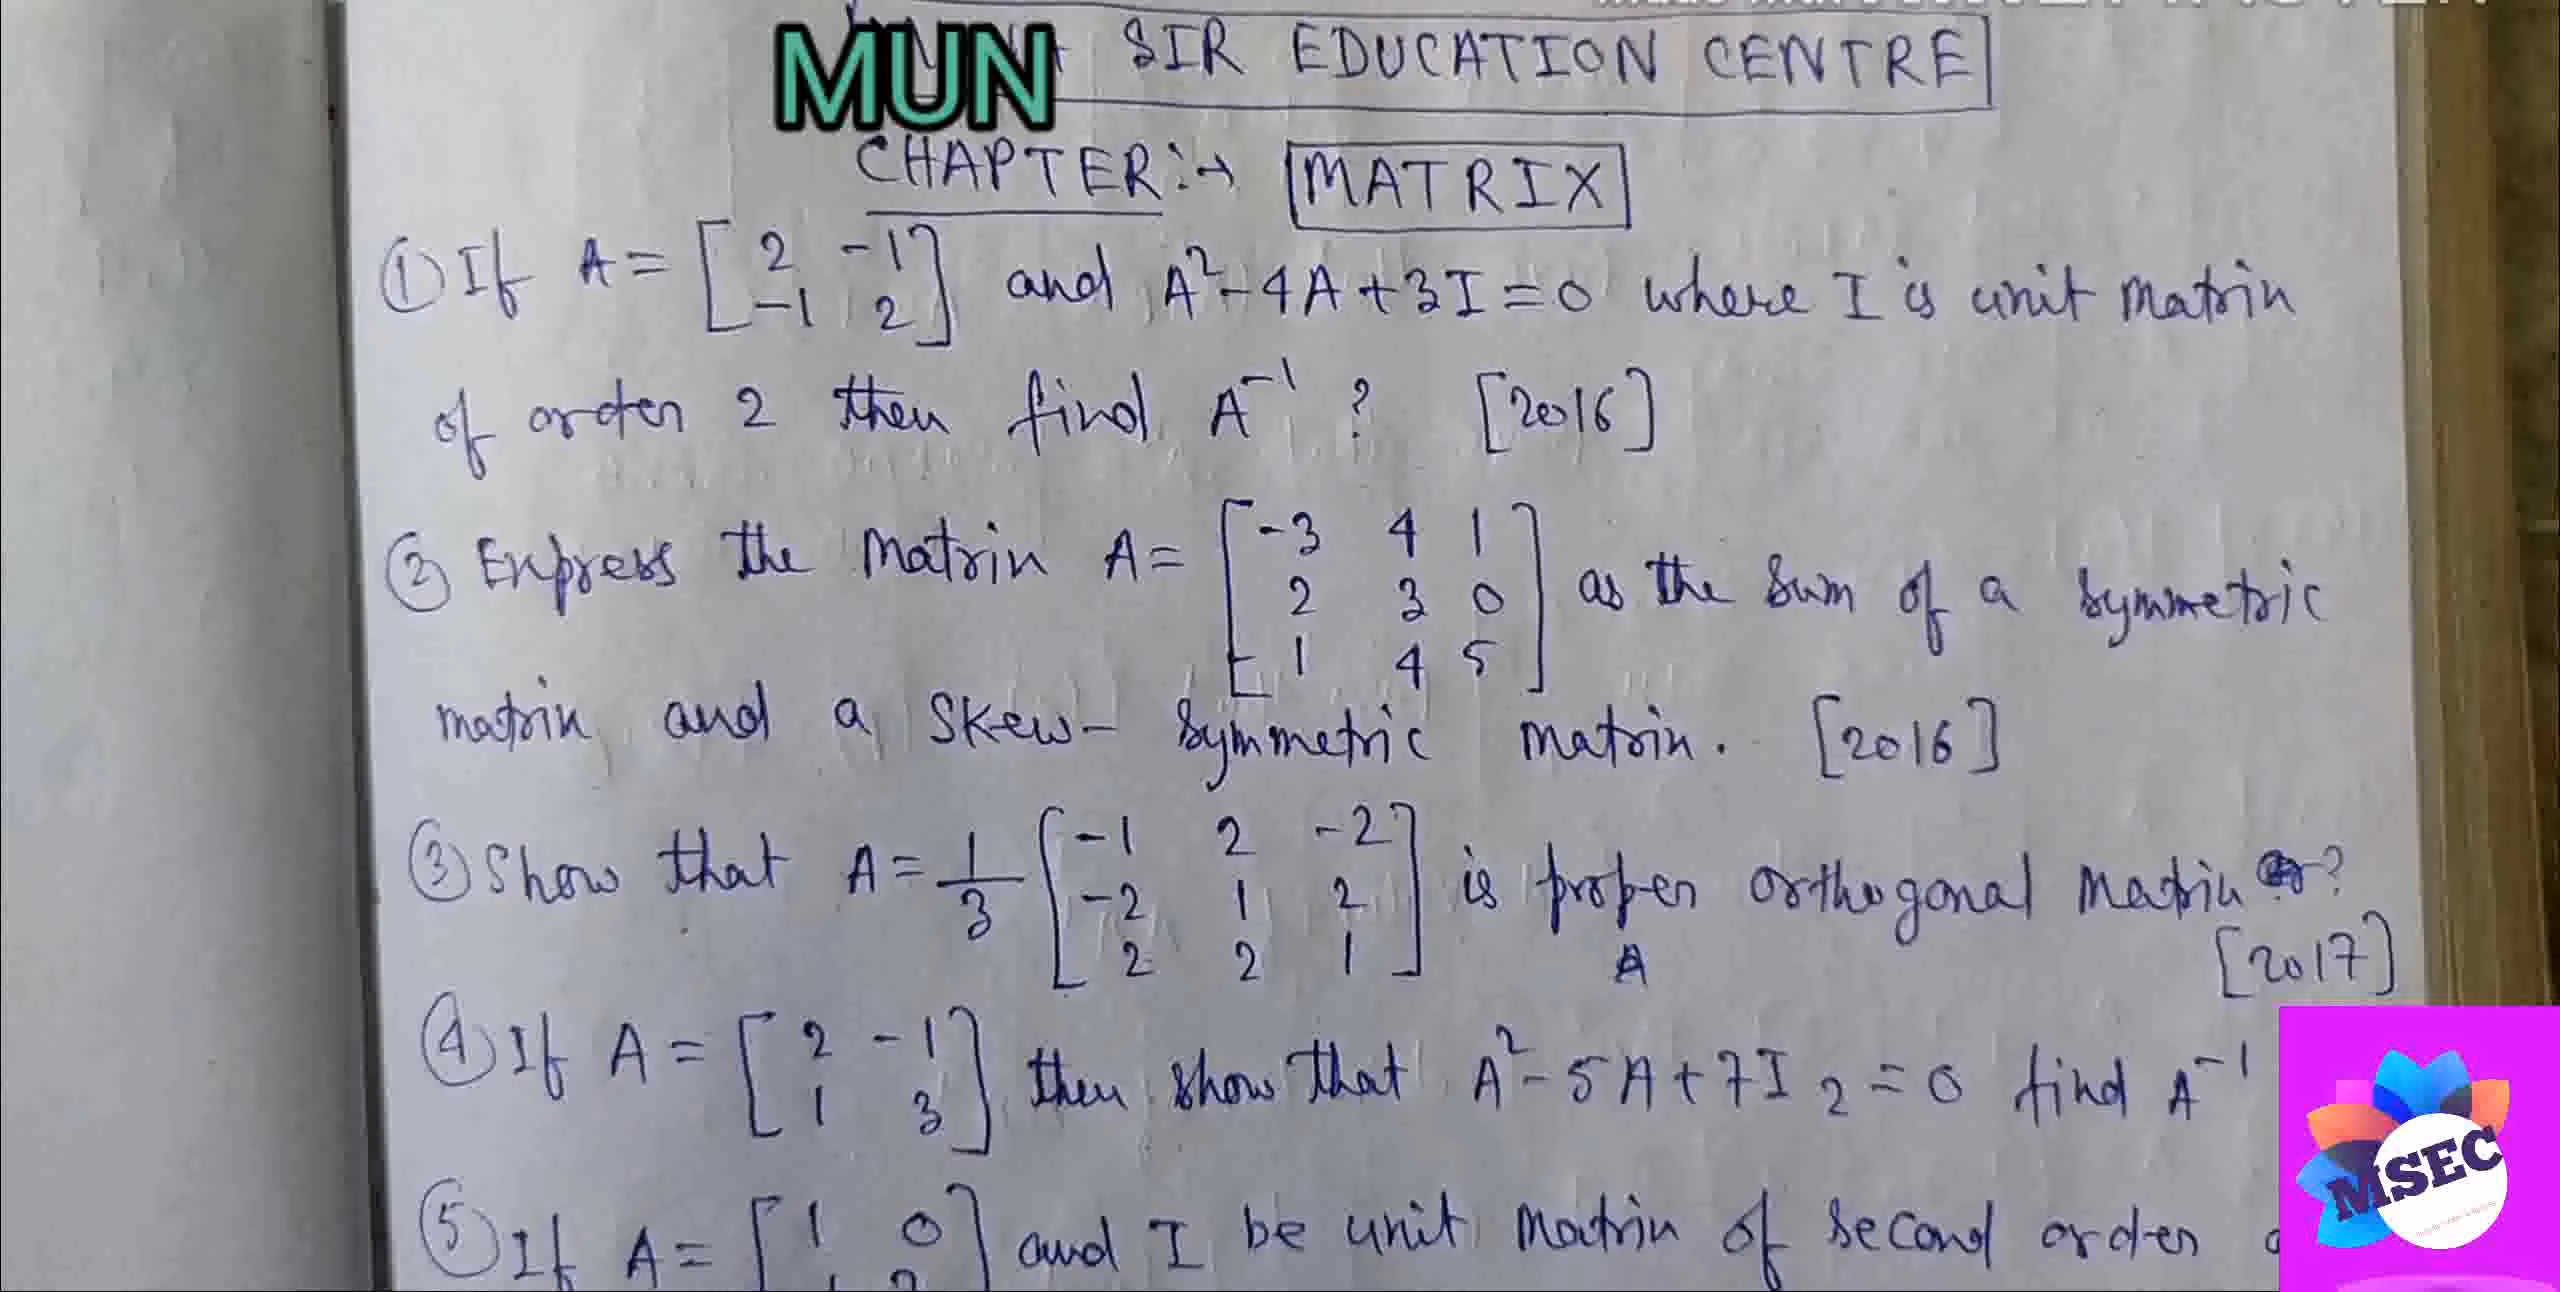 MUN SIR EDUCATION CENTRE
CHAPTER :→ MATRIX
① If A = [2 -1
-1 2] and A² - 4A + 3I = 0 where I is unit matrix
of order 2 then find A⁻¹ ? [2016]
② Express the matrix A = [-3 4 1
2 3 0
1 4 5] as the sum of a symmetric
matrix and a skew- symmetric matrix. [2016]
③ Show that A = 1/3 [-1 2 -2
-2 1 2
2 2 1] is proper orthogonal matrix ?
[2017]
④ If A = [2 -1
1 3] then show that A² - 5A + 7I₂ = 0 find A⁻¹
⑤ If A = [1 0
and I be unit matrix of second order
MSEC